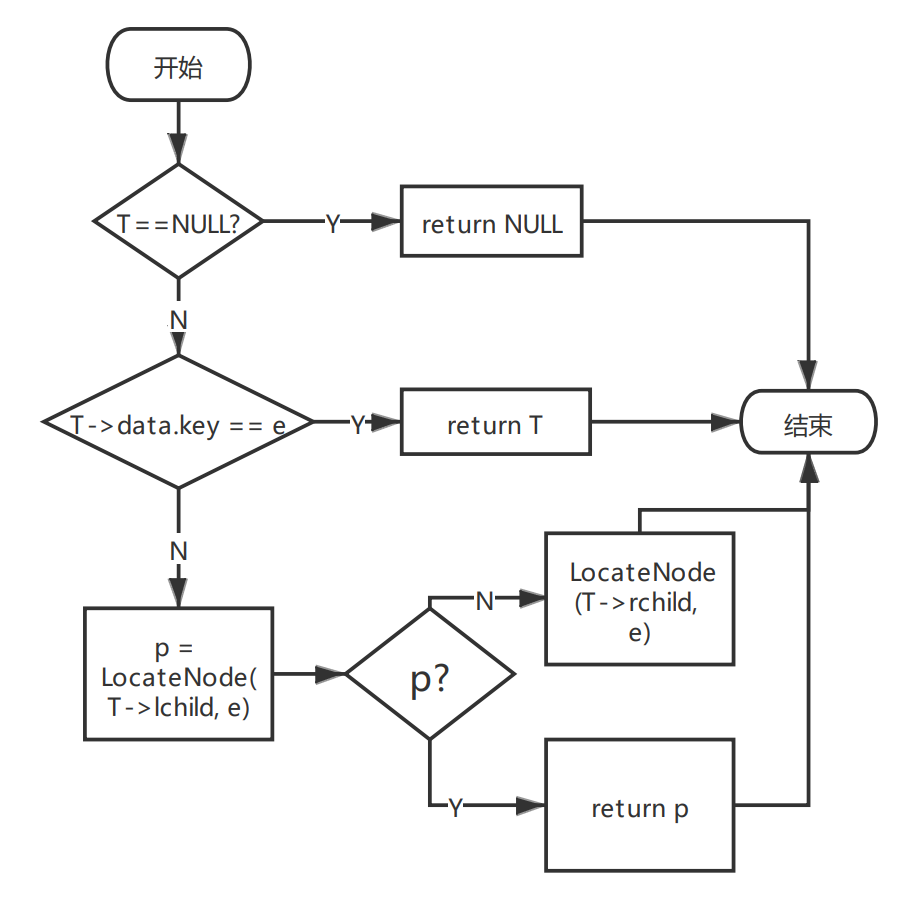 开始
T==NULL?
Y
return NULL
N
T->data.key == e
Y
return T
结束
N
p =
LocateNode(
T->lchild, e)
p?
N
LocateNode
(T->rchild,
e)
Y
return p